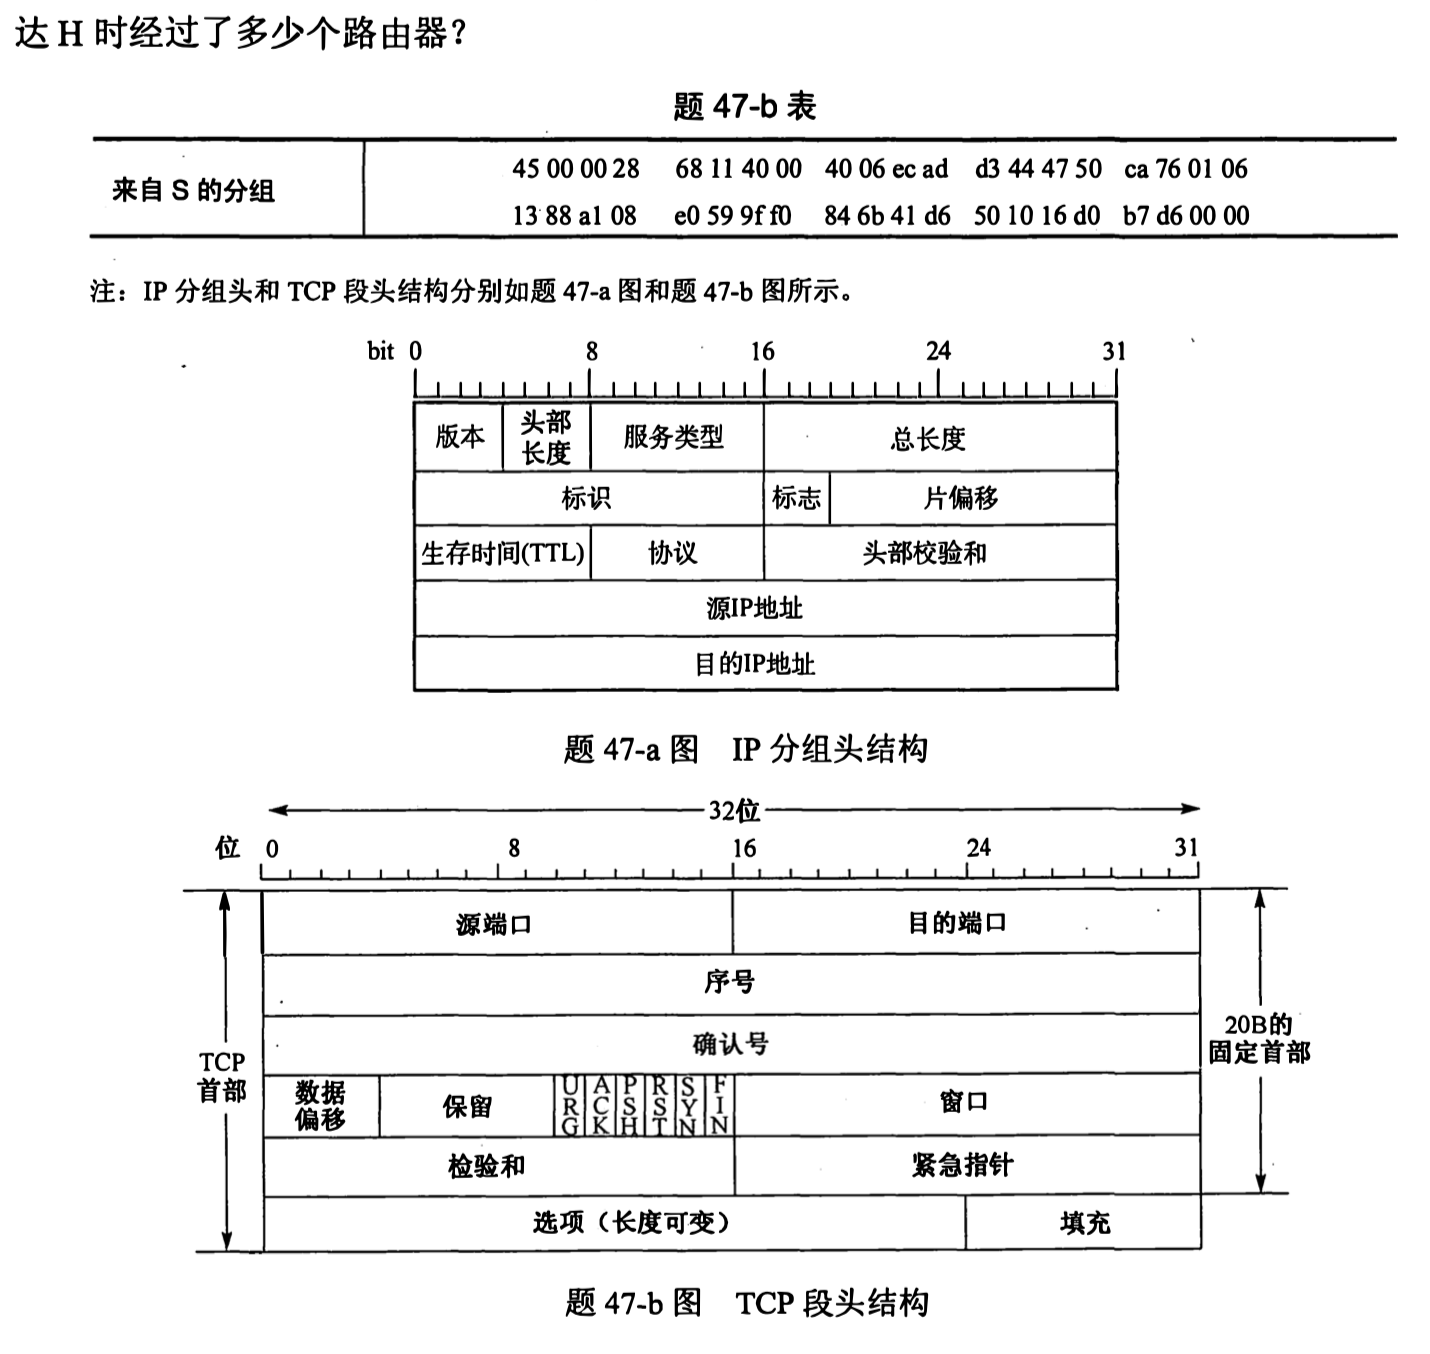 达 H 时经过了多少个路由器？
题 47-b 表
来自 S 的分组
45 00 00 28 68 11 40 00 40 06 ec ad d3 44 47 50 ca 76 01 06
13 88 a1 08 e0 59 9f f0 84 6b 41 d6 50 10 16 d0 b7 d6 00 00
注：IP 分组头和 TCP 段头结构分别如题 47-a 图和题 47-b 图所示。
bit 0 8 16 24 31
版本 头部长度 服务类型 总长度
标识 标志 片偏移
生存时间(TTL) 协议 头部校验和
源IP地址
目的IP地址
题 47-a 图 IP 分组头结构
32位
位 0 8 16 24 31
源端口 目的端口
序号
确认号
TCP首部
20B的固定首部
数据偏移 保留 URG ACK PSH RST SYN FIN 窗口
检验和 紧急指针
选项（长度可变） 填充
题 47-b 图 TCP 段头结构